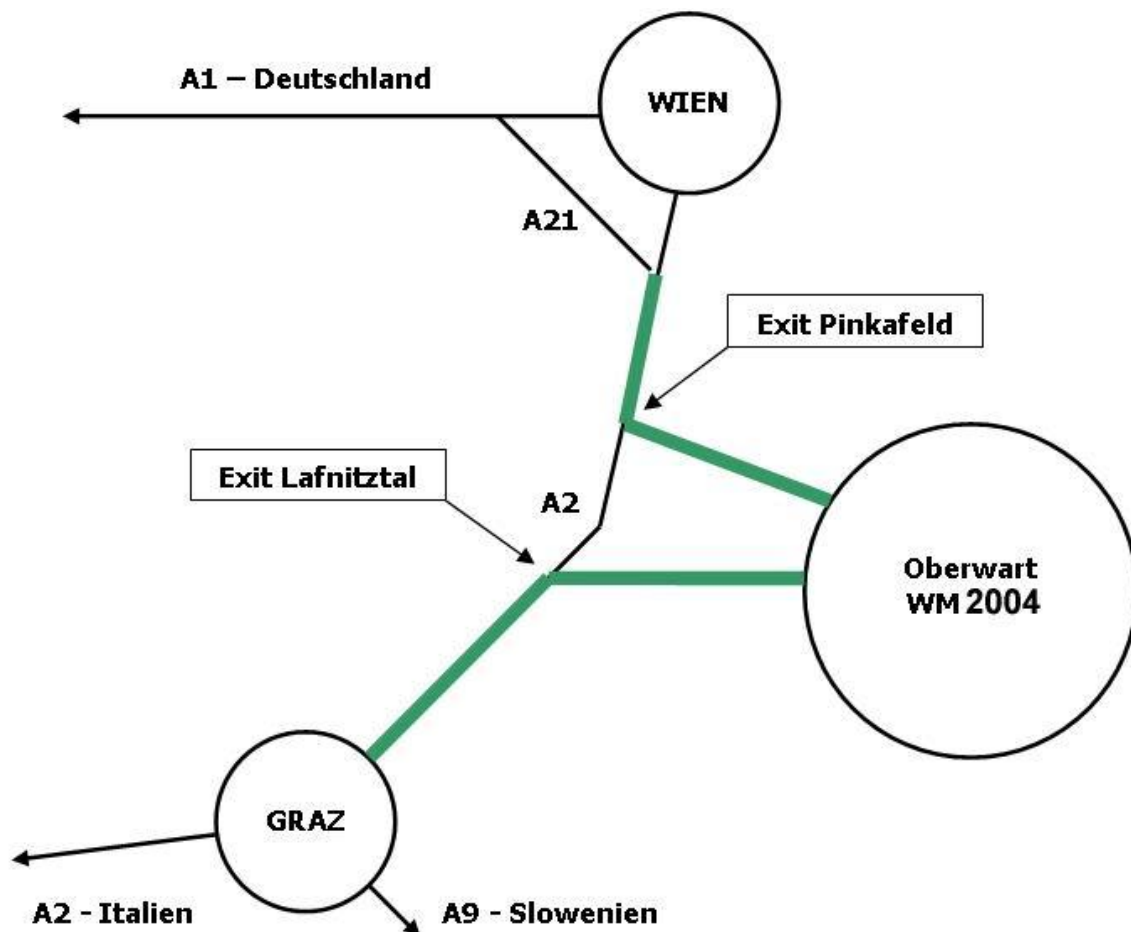 A1 – Deutschland
WIEN
A21
Exit Pinkafeld
Exit Lafnitztal
A2
Oberwart
WM 2004
GRAZ
A2 - Italien
A9 - Slowenien